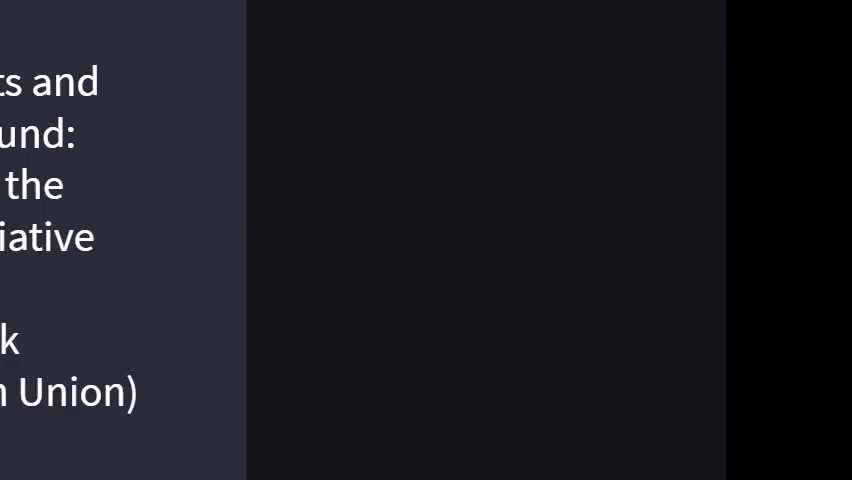 ts and
und:
the
iative
k
n Union)